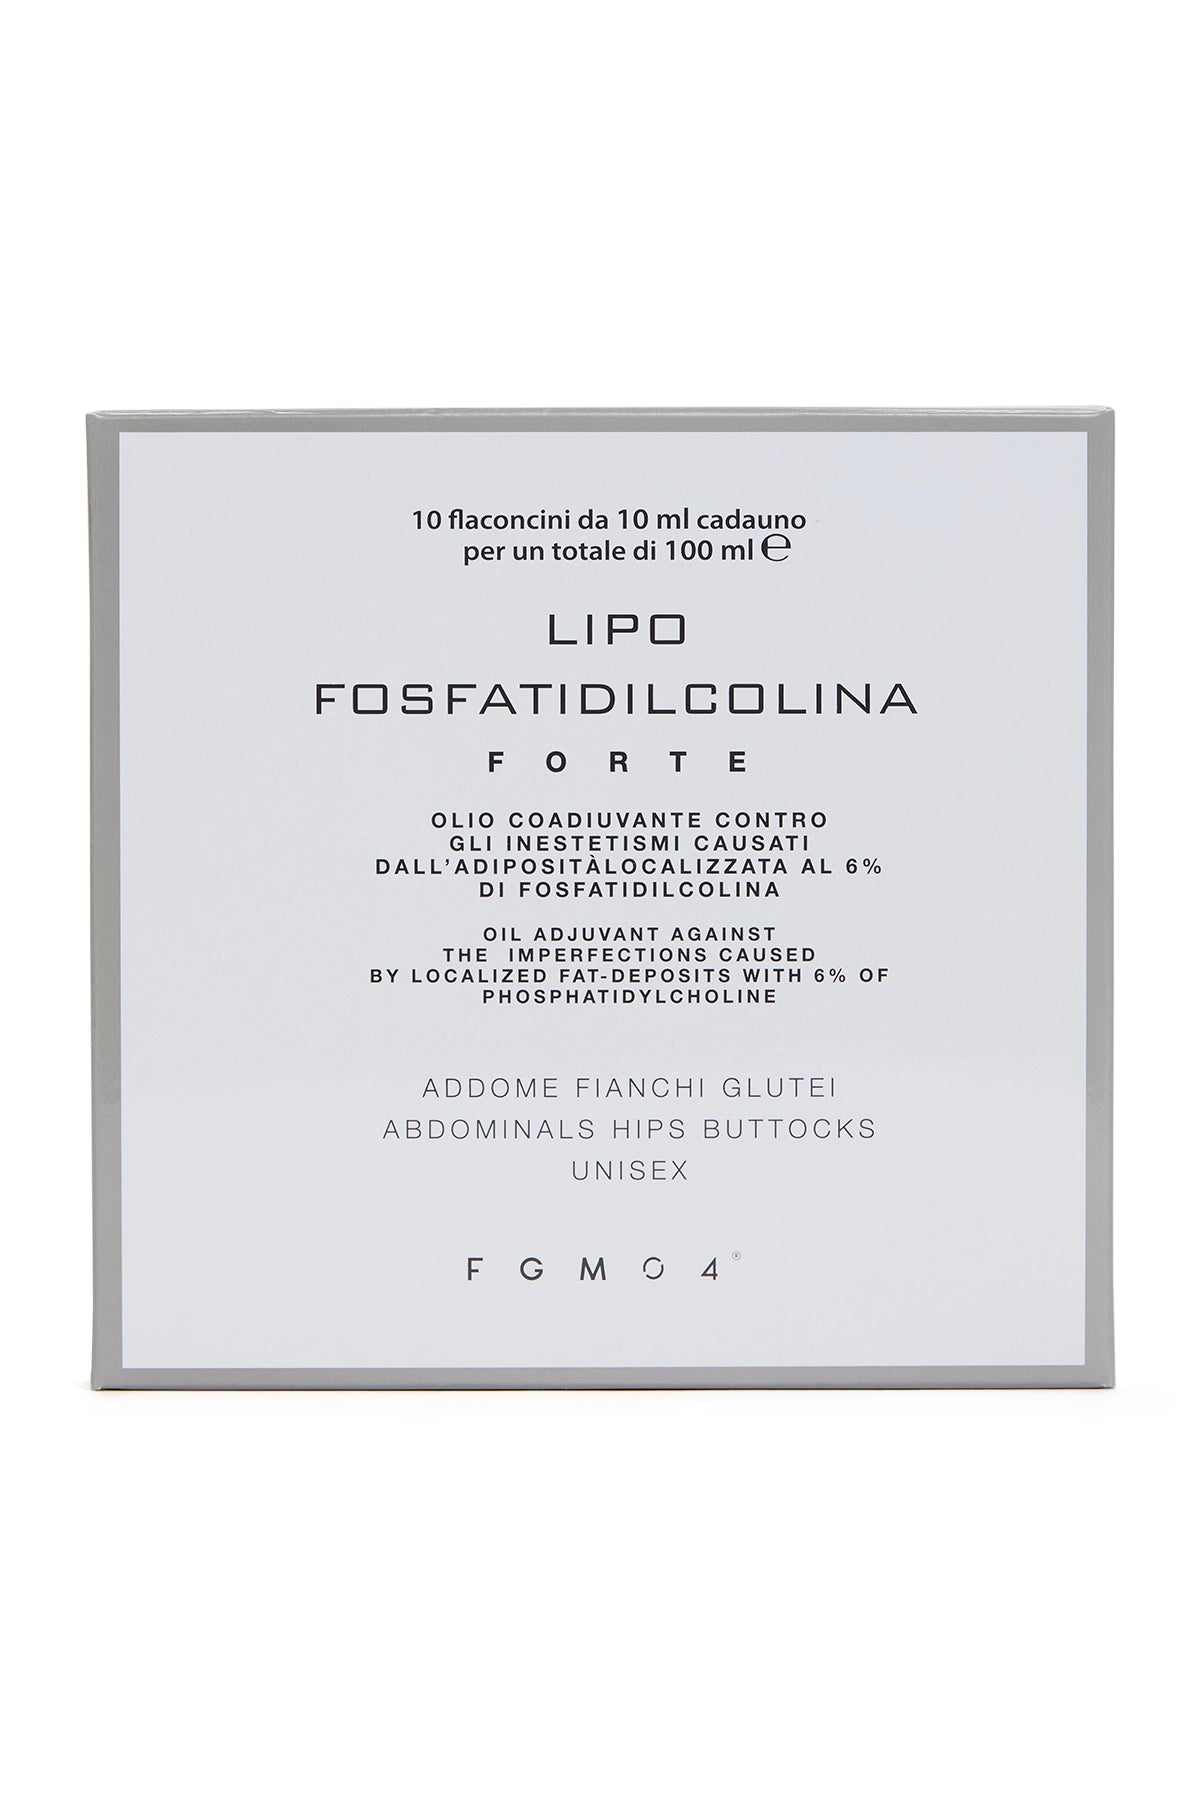 10 flaconcini da 10 ml cadauno
per un totale di 100 ml ℮
LIPO
FOSFATIDILCOLINA
FORTE
OLIO COADIUVANTE CONTRO
GLI INESTETISMI CAUSATI
DALL'ADIPOSITÀLOCALIZZATA AL 6%
DI FOSFATIDILCOLINA
OIL ADJUVANT AGAINST
THE IMPERFECTIONS CAUSED
BY LOCALIZED FAT-DEPOSITS WITH 6% OF
PHOSPHATIDYLCHOLINE
ADDOME FIANCHI GLUTEI
ABDOMINALS HIPS BUTTOCKS
UNISEX
FGM04®